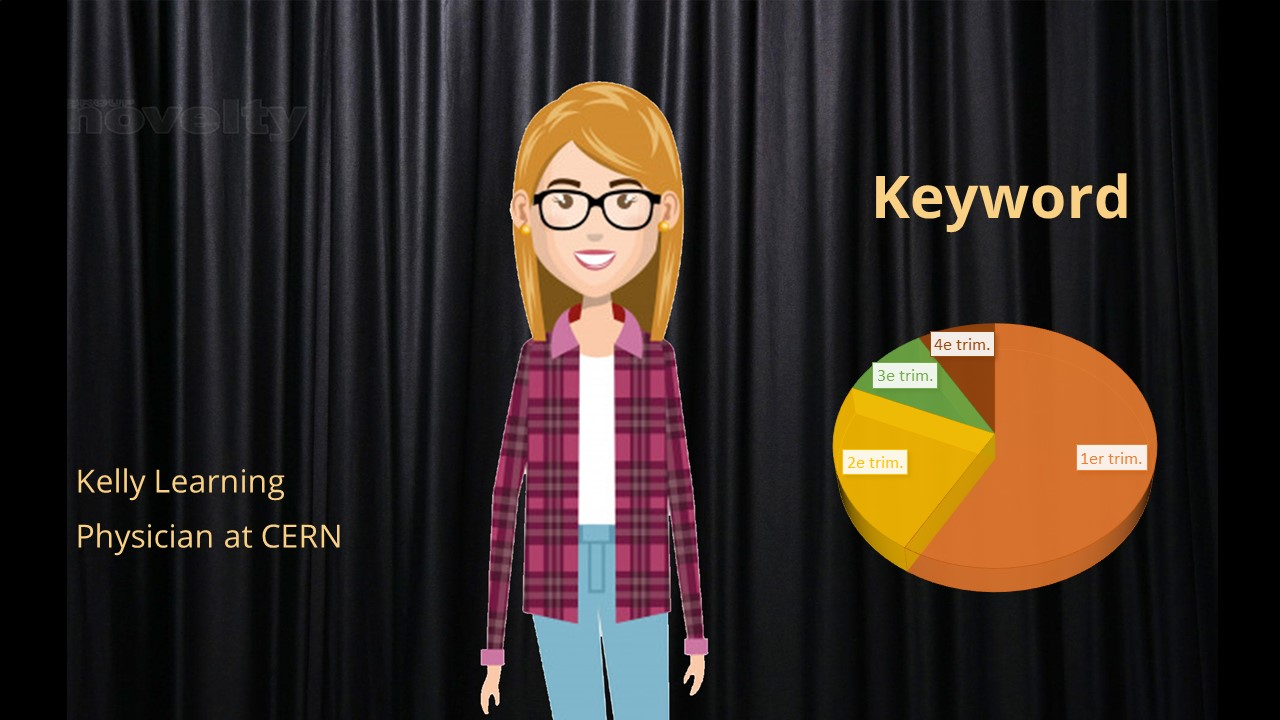 novelty
Keyword
4e trim.
3e trim.
2e trim.
1er trim.
Kelly Learning
Physician at CERN